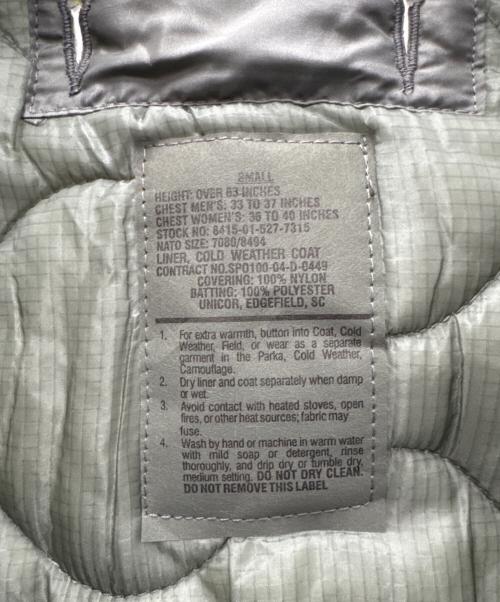 SMALL
HEIGHT: OVER 63 INCHES
CHEST MEN'S: 33 TO 37 INCHES
CHEST WOMEN'S: 36 TO 40 INCHES
STOCK NO: 8415-01-527-7315
NATO SIZE: 7080/8494
LINER, COLD WEATHER COAT
CONTRACT NO.SPO100-04-D-0449
COVERING: 100% NYLON
BATTING: 100% POLYESTER
UNICOR, EDGEFIELD, SC
1. For extra warmth, button into Coat, Cold
Weather, Field, or wear as a separate
garment in the Parka, Cold Weather,
Camouflage.
2. Dry liner and coat separately when damp
or wet.
3. Avoid contact with heated stoves, open
fires, or other heat sources; fabric may
fuse.
4. Wash by hand or machine in warm water
with mild soap or detergent, rinse
thoroughly, and drip dry or tumble dry,
medium setting. DO NOT DRY CLEAN.
DO NOT REMOVE THIS LABEL